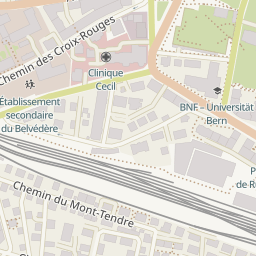 Chemin des Croix-Rouges
Clinique
Cecil
Établissement
secondaire
du Belvédère
BNF - Universität
Bern
P
de R
Chemin du Mont-Tendre